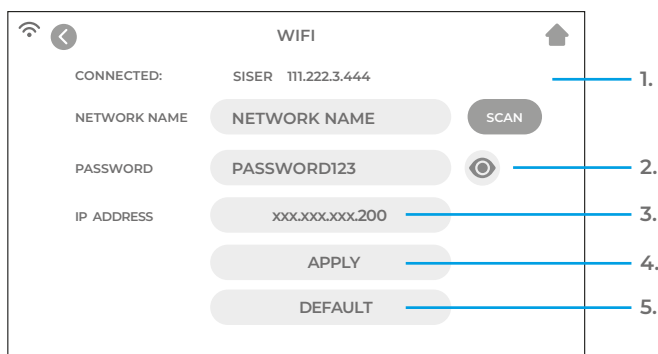 WIFI
CONNECTED: SISER 111.222.3.444 1.
NETWORK NAME NETWORK NAME SCAN
PASSWORD PASSWORD123 2.
IP ADDRESS xxx.xxx.xxx.200 3.
APPLY 4.
DEFAULT 5.